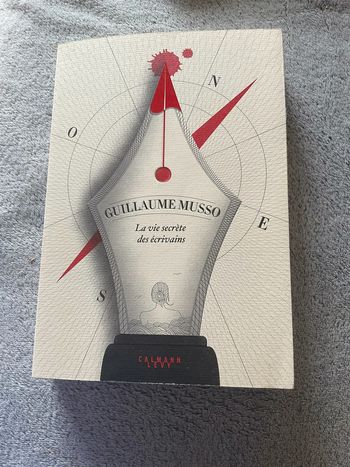 N
O
GUILLAUME MUSSO
La vie secrète
des écrivains
E
S
CALMANN
LEVY